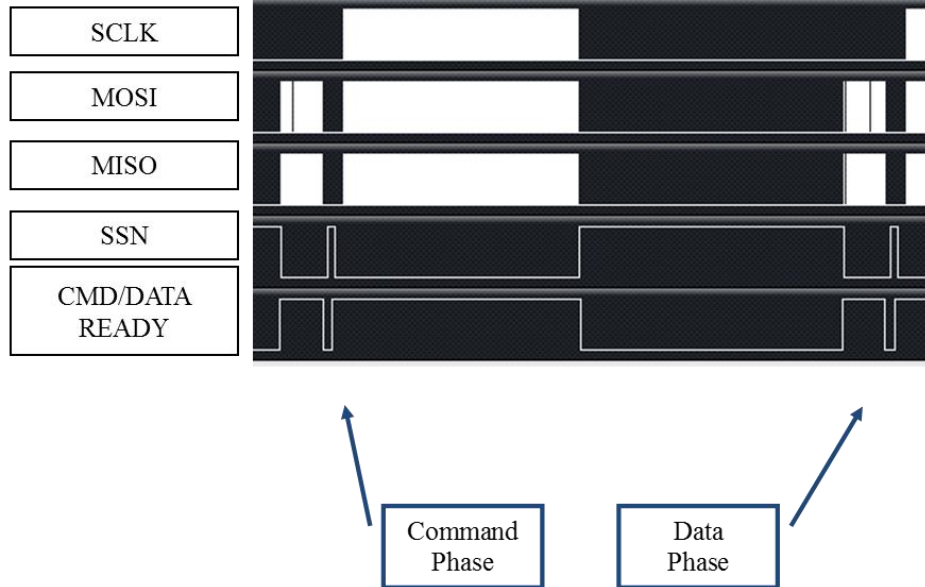 SCLK
MOSI
MISO
SSN
CMD/DATA
READY
Command
Phase
Data
Phase